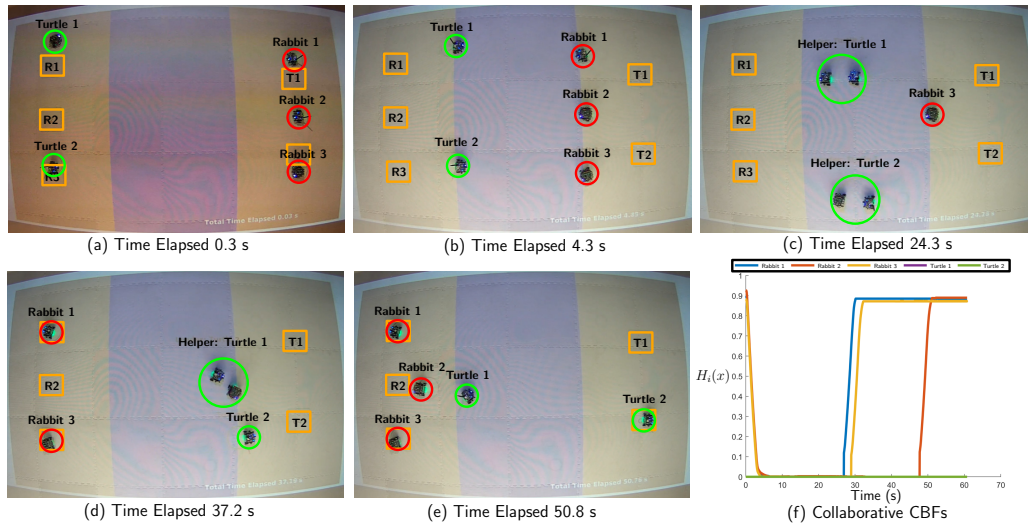 Turtle 1
R1
R2
Turtle 2
R3
Rabbit 1
T1
Rabbit 2
Rabbit 3
Total Time Elapsed 0.03 s
(a) Time Elapsed 0.3 s
Turtle 1
R1
R2
Turtle 2
R3
Rabbit 1
T1
Rabbit 2
T2
Rabbit 3
(b) Time Elapsed 4.3 s
Helper: Turtle 1
R1
T1
Rabbit 3
R2
T2
Helper: Turtle 2
R3
(c) Time Elapsed 24.3 s
Rabbit 1
Helper: Turtle 1
T1
R2
Rabbit 3
Turtle 2
T2
(d) Time Elapsed 37.2 s
Rabbit 1
T1
Rabbit 2
R2
Turtle 1
Rabbit 3
Turtle 2
(e) Time Elapsed 50.8 s
Rabbit 1 Rabbit 2 Rabbit 3 Turtle 1 Turtle 2
1
0.9
0.8
0.7
0.6
H_i(x)
0.5
0.4
0.3
0.2
0.1
0
0 10 20 30 40 50 60 70
Time (s)
(f) Collaborative CBFs